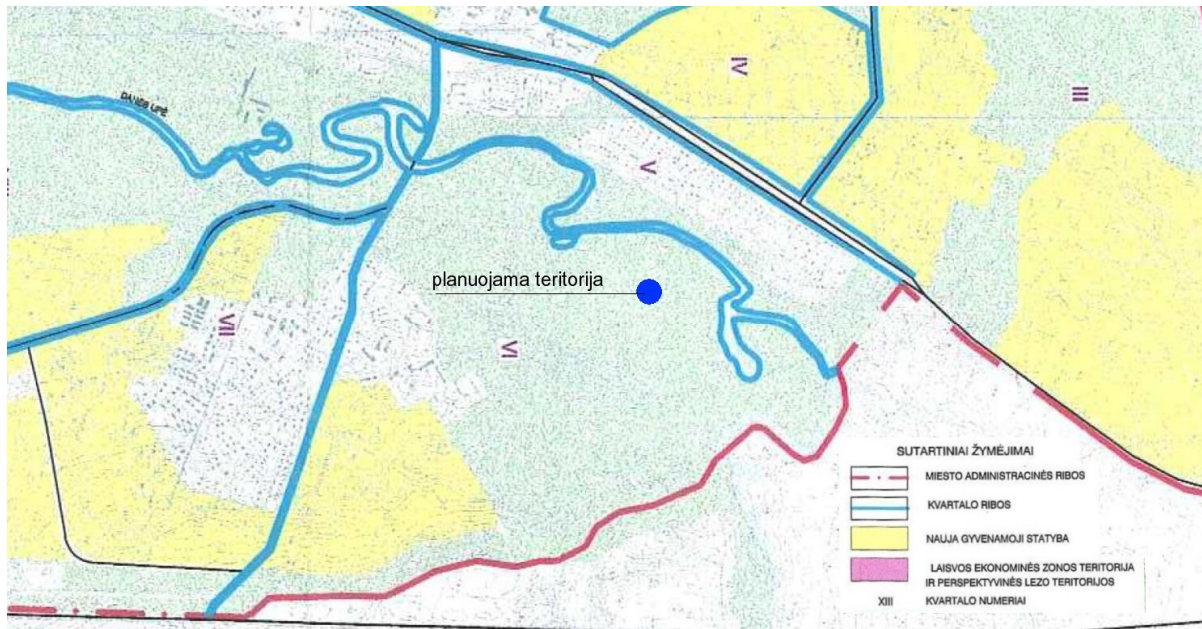 IV
III
DANĖS UPĖ
V
planuojama teritorija
VII
VI
SUTARTINIAI ŽYMĖJIMAI
MIESTO ADMINISTRACINĖS RIBOS
KVARTALO RIBOS
NAUJA GYVENAMOJI STATYBA
LAISVOS EKONOMINĖS ZONOS TERITORIJA
IR PERSPEKTYVINĖS LEZO TERITORIJOS
XIII KVARTALO NUMERIAI